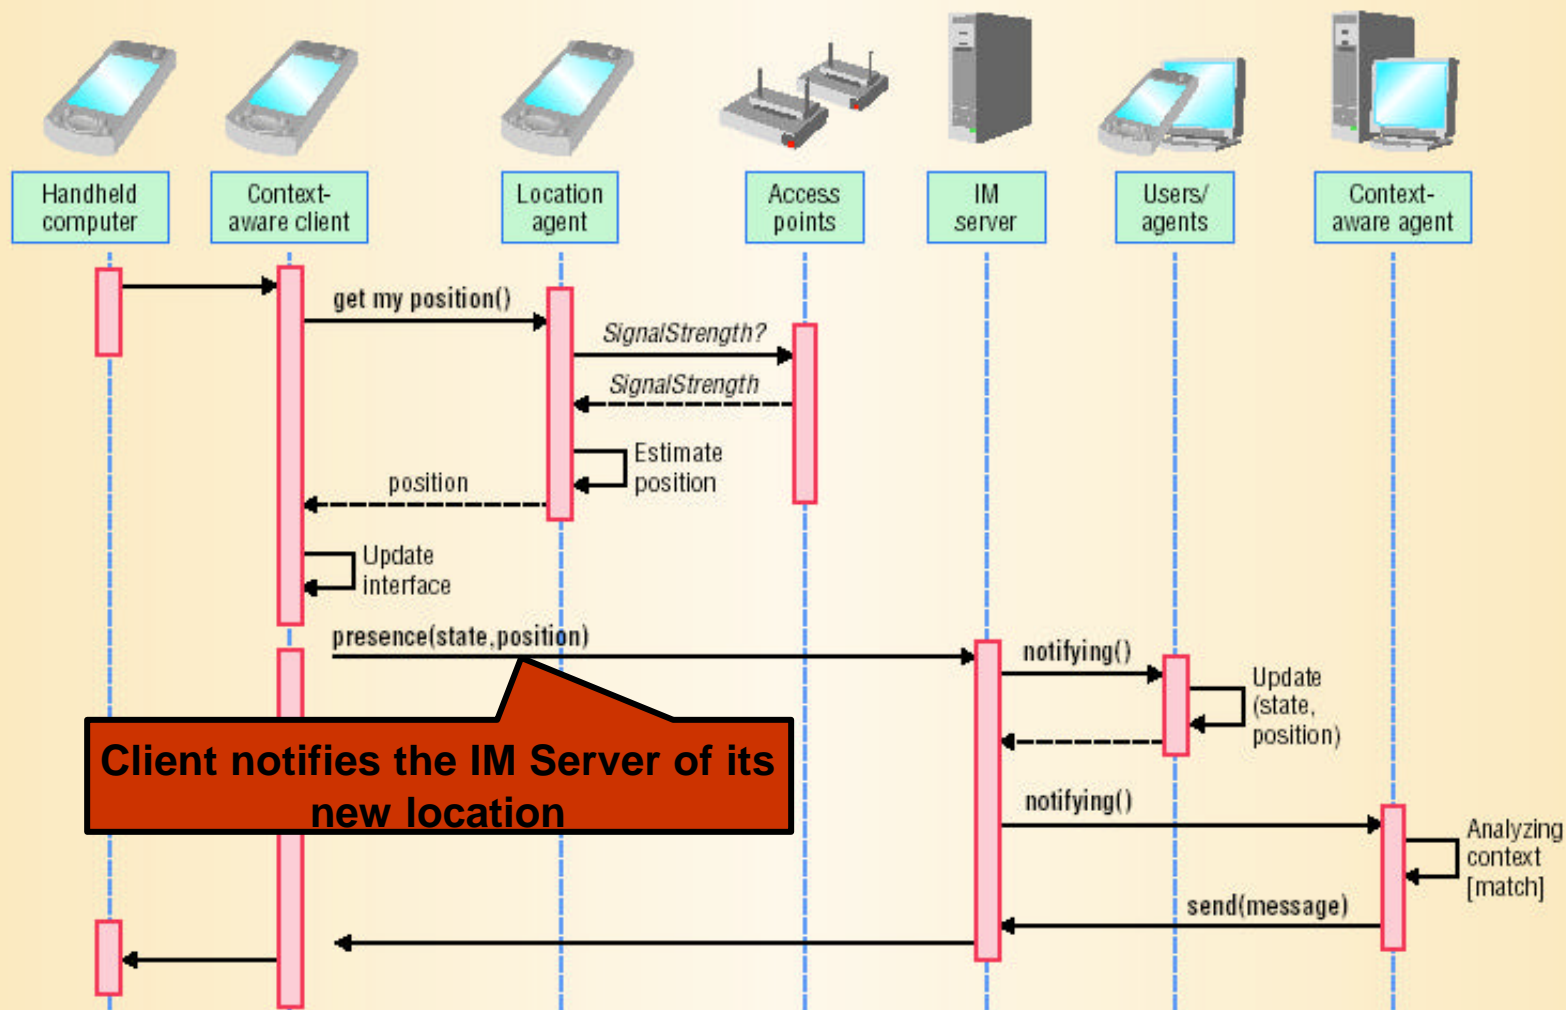 Handheld
computer
Context-
aware client
Location
agent
Access
points
IM
server
Users/
agents
Context-
aware agent
get my position()
SignalStrength?
SignalStrength
Estimate
position
position
Update
interface
presence(state,position)
notifying()
Update
(state,
position)
Client notifies the IM Server of its
new location
notifying()
Analyzing
context
[match]
send(message)